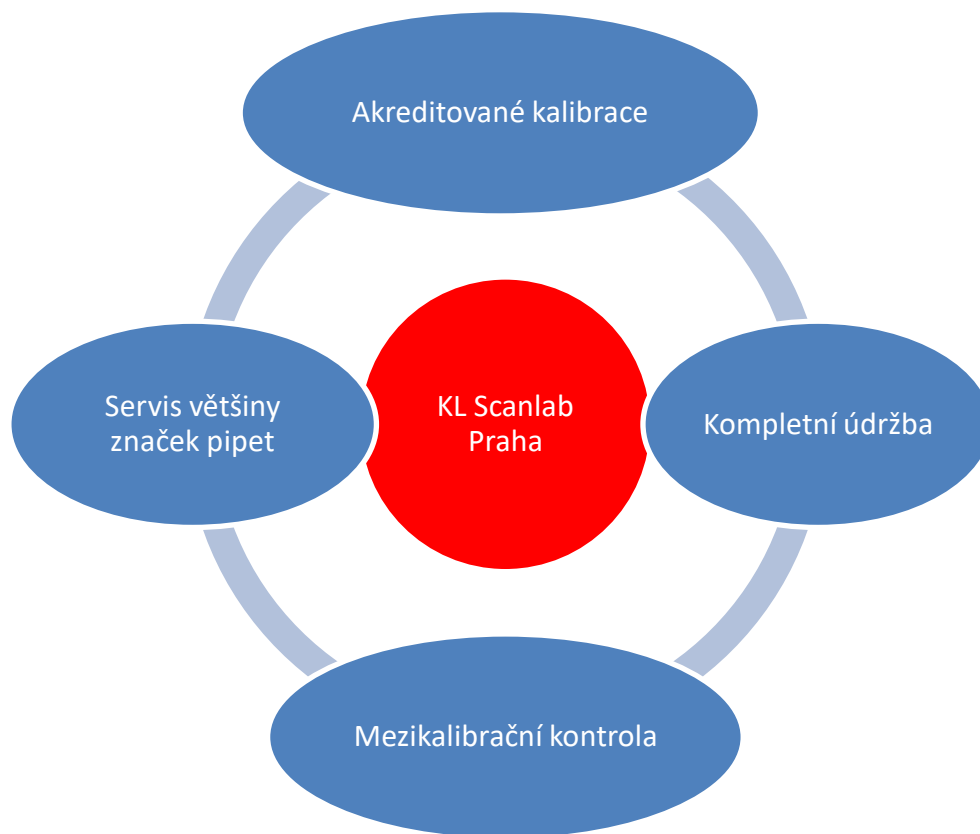 Akreditované kalibrace
Servis většiny
značek pipet
KL Scanlab
Praha
Kompletní údržba
Mezikalibrační kontrola